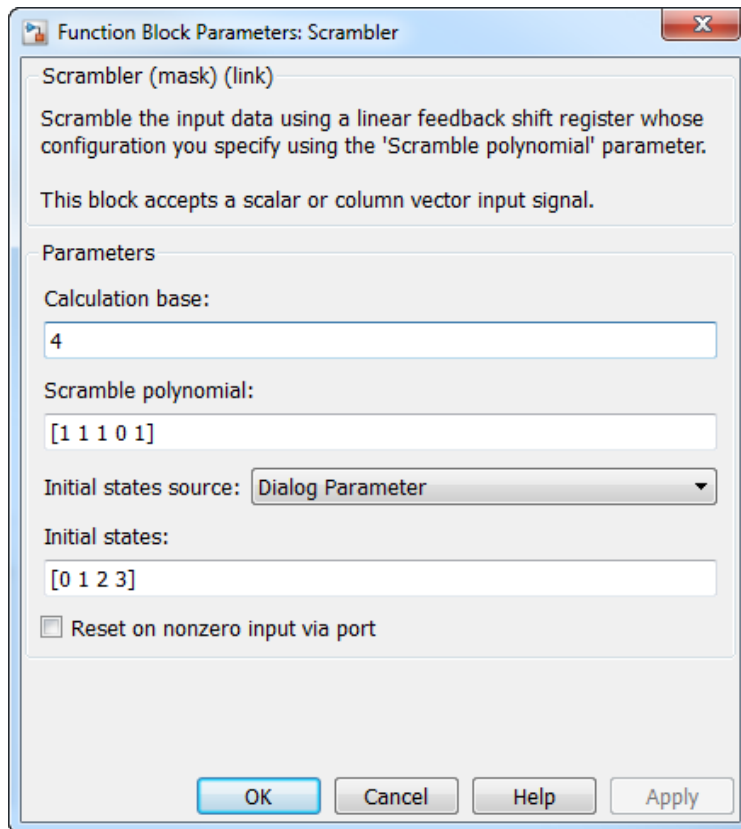 Function Block Parameters: Scrambler
Scrambler (mask) (link)
Scramble the input data using a linear feedback shift register whose
configuration you specify using the 'Scramble polynomial' parameter.
This block accepts a scalar or column vector input signal.
Parameters
Calculation base:
4
Scramble polynomial:
[1 1 1 0 1]
Initial states source: Dialog Parameter
Initial states:
[0 1 2 3]
Reset on nonzero input via port
OK Cancel Help Apply